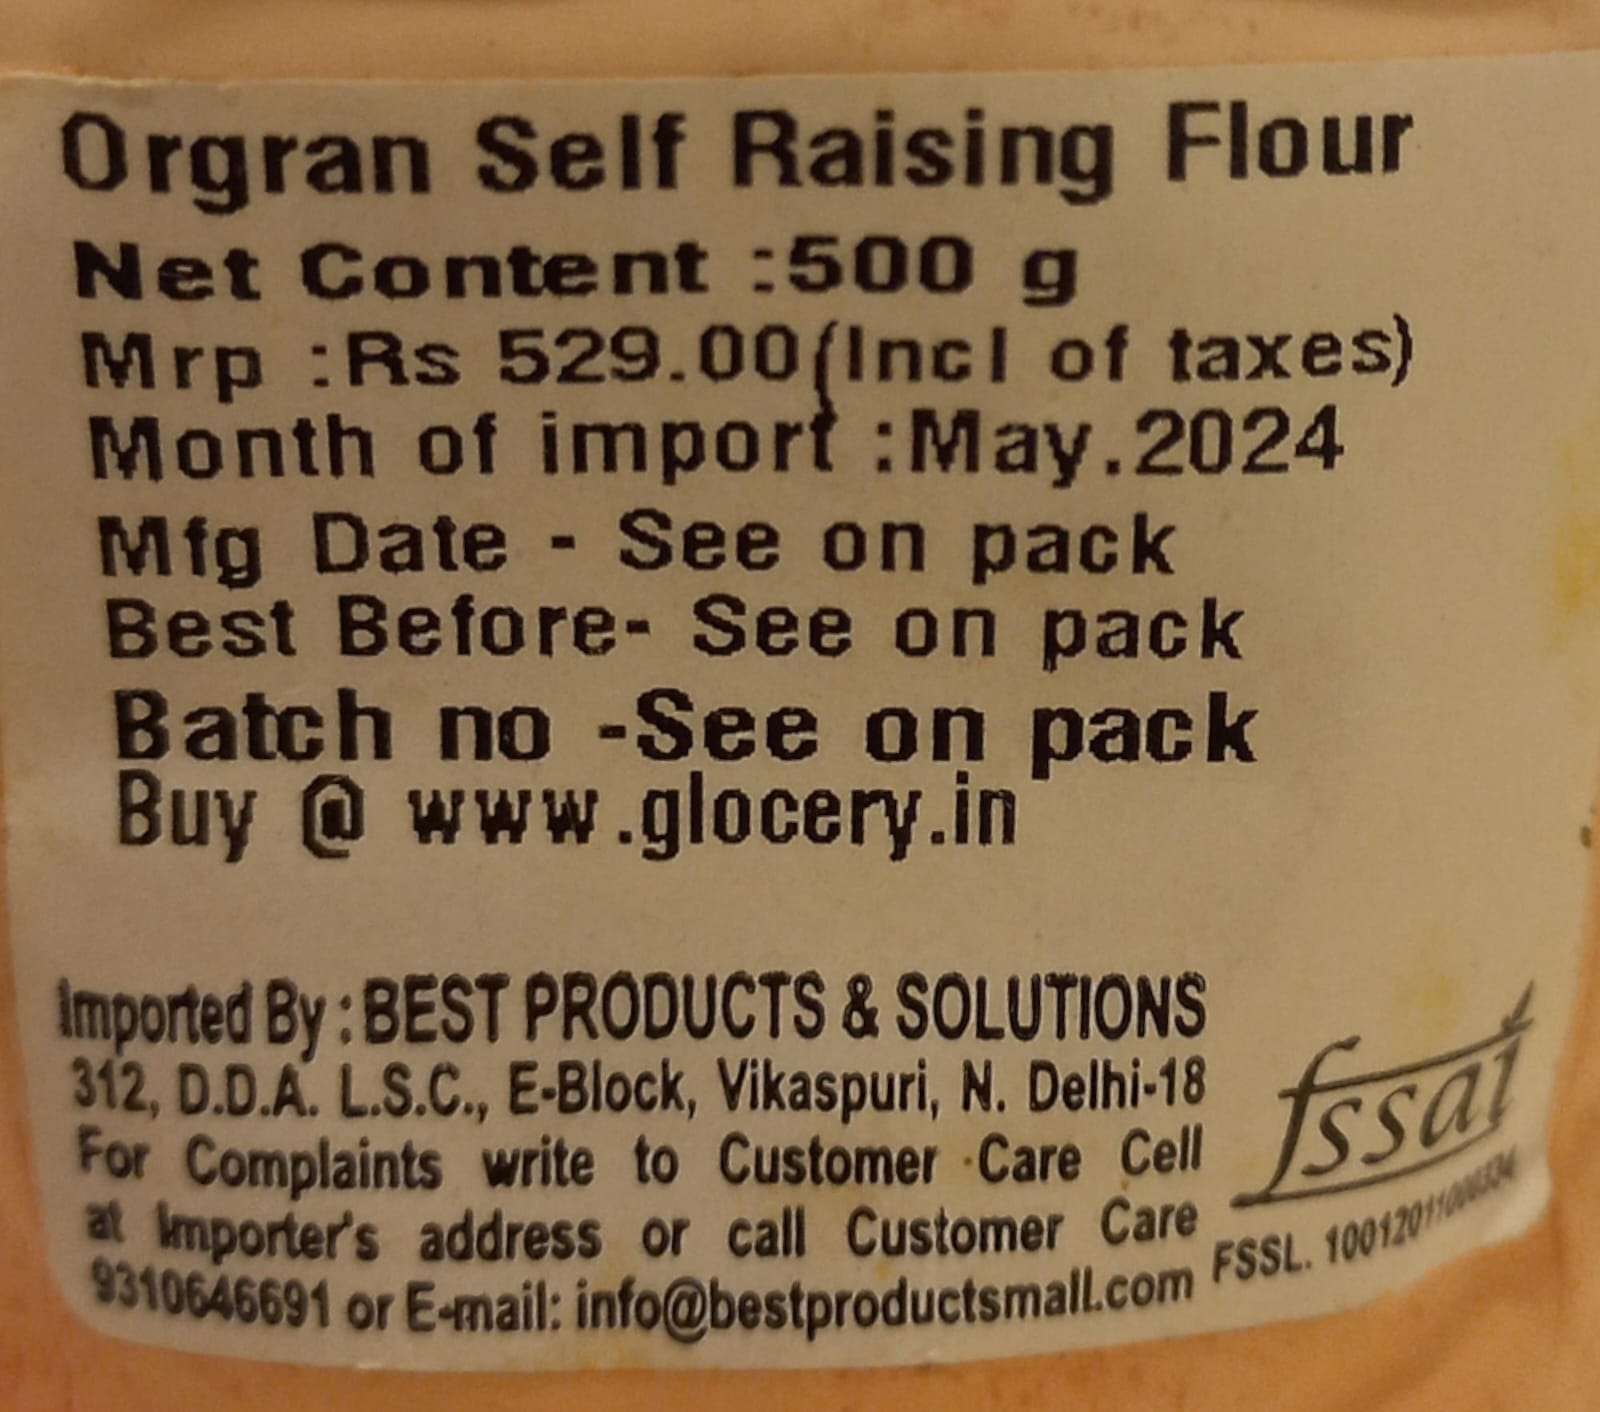 Orgran Self Raising Flour
Net Content :500 g
Mrp :Rs 529.00(Incl of taxes)
Month of import :May.2024
Mfg Date - See on pack
Best Before- See on pack
Batch no -See on pack
Buy @ www.glocery.in
Imported By : BEST PRODUCTS & SOLUTIONS
312, D.D.A. L.S.C., E-Block, Vikaspuri, N. Delhi-18
For Complaints write to Customer Care Cell
at Importer's address or call Customer Care
9310646691 or E-mail: info@bestproductsmall.com
fssai
FSSL.